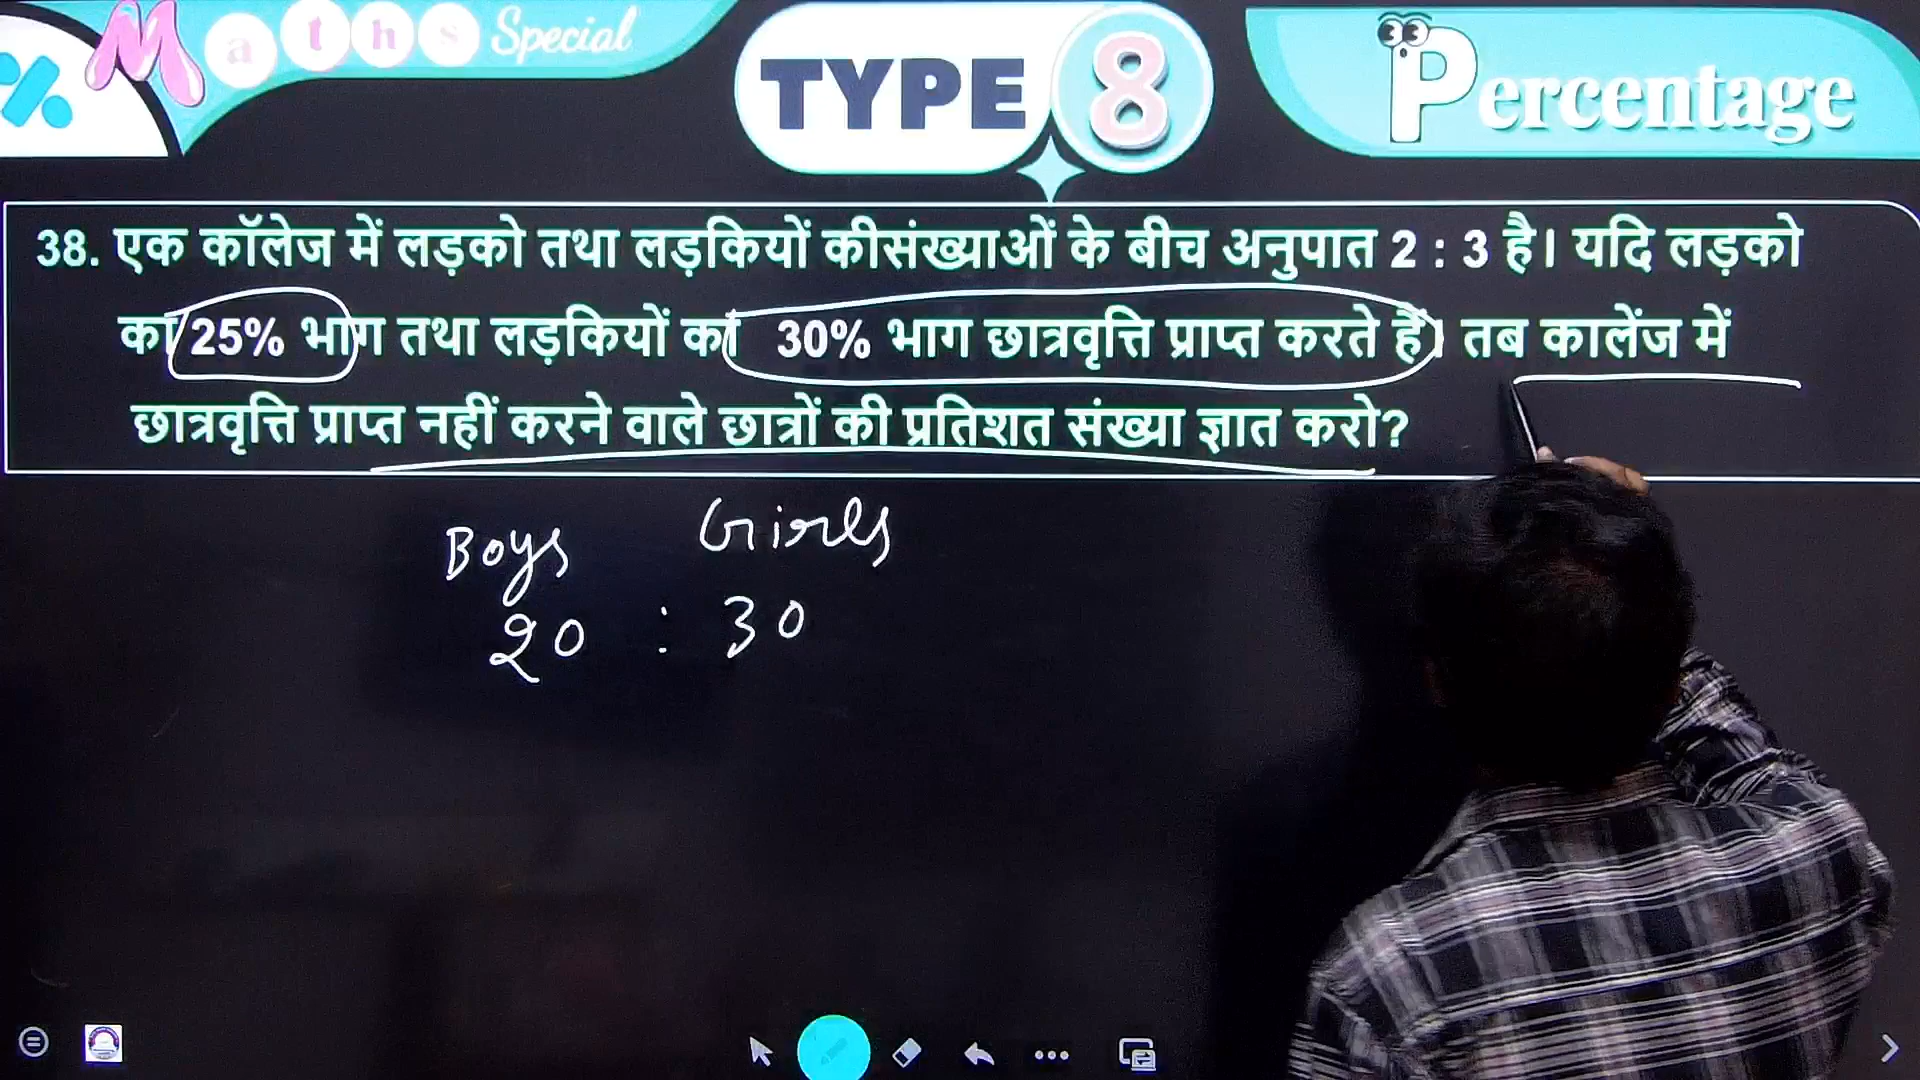 % Maths Special
TYPE 8
Percentage
38. एक कॉलेज में लड़को तथा लड़कियों कीसंख्याओं के बीच अनुपात 2 : 3 है। यदि लड़को
का 25% भाग तथा लड़कियों का 30% भाग छात्रवृत्ति प्राप्त करते हैं। तब कालेंज में
छात्रवृत्ति प्राप्त नहीं करने वाले छात्रों की प्रतिशत संख्या ज्ञात करो?
Boys Girls
20 : 30